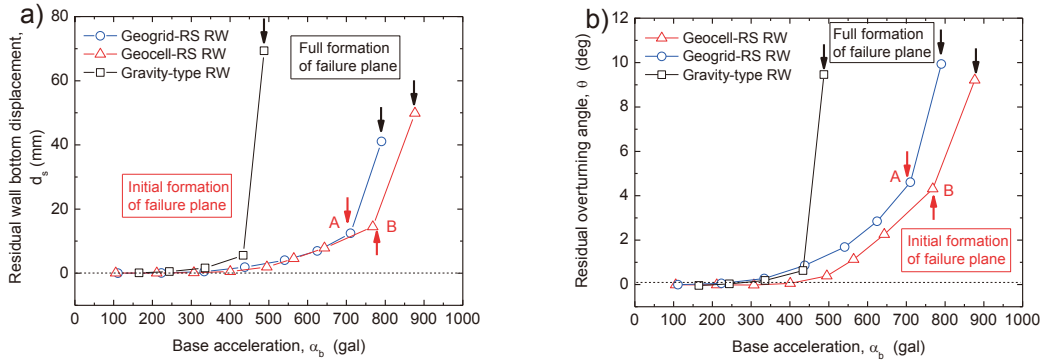 a)
Geogrid-RS RW
Geocell-RS RW
Gravity-type RW
Full formation
of failure plane
Initial formation
of failure plane
A
B
Residual wall bottom displacement,
d_s (mm)
80
60
40
20
0
0 100 200 300 400 500 600 700 800 900 1000
Base acceleration, α_b (gal)
b)
Geocell-RS RW
Geogrid-RS RW
Gravity-type RW
Full formation
of failure plane
A
B
Initial formation
of failure plane
Residual overturning angle, θ (deg)
12
10
8
6
4
2
0
0 100 200 300 400 500 600 700 800 900 1000
Base acceleration, α_b (gal)